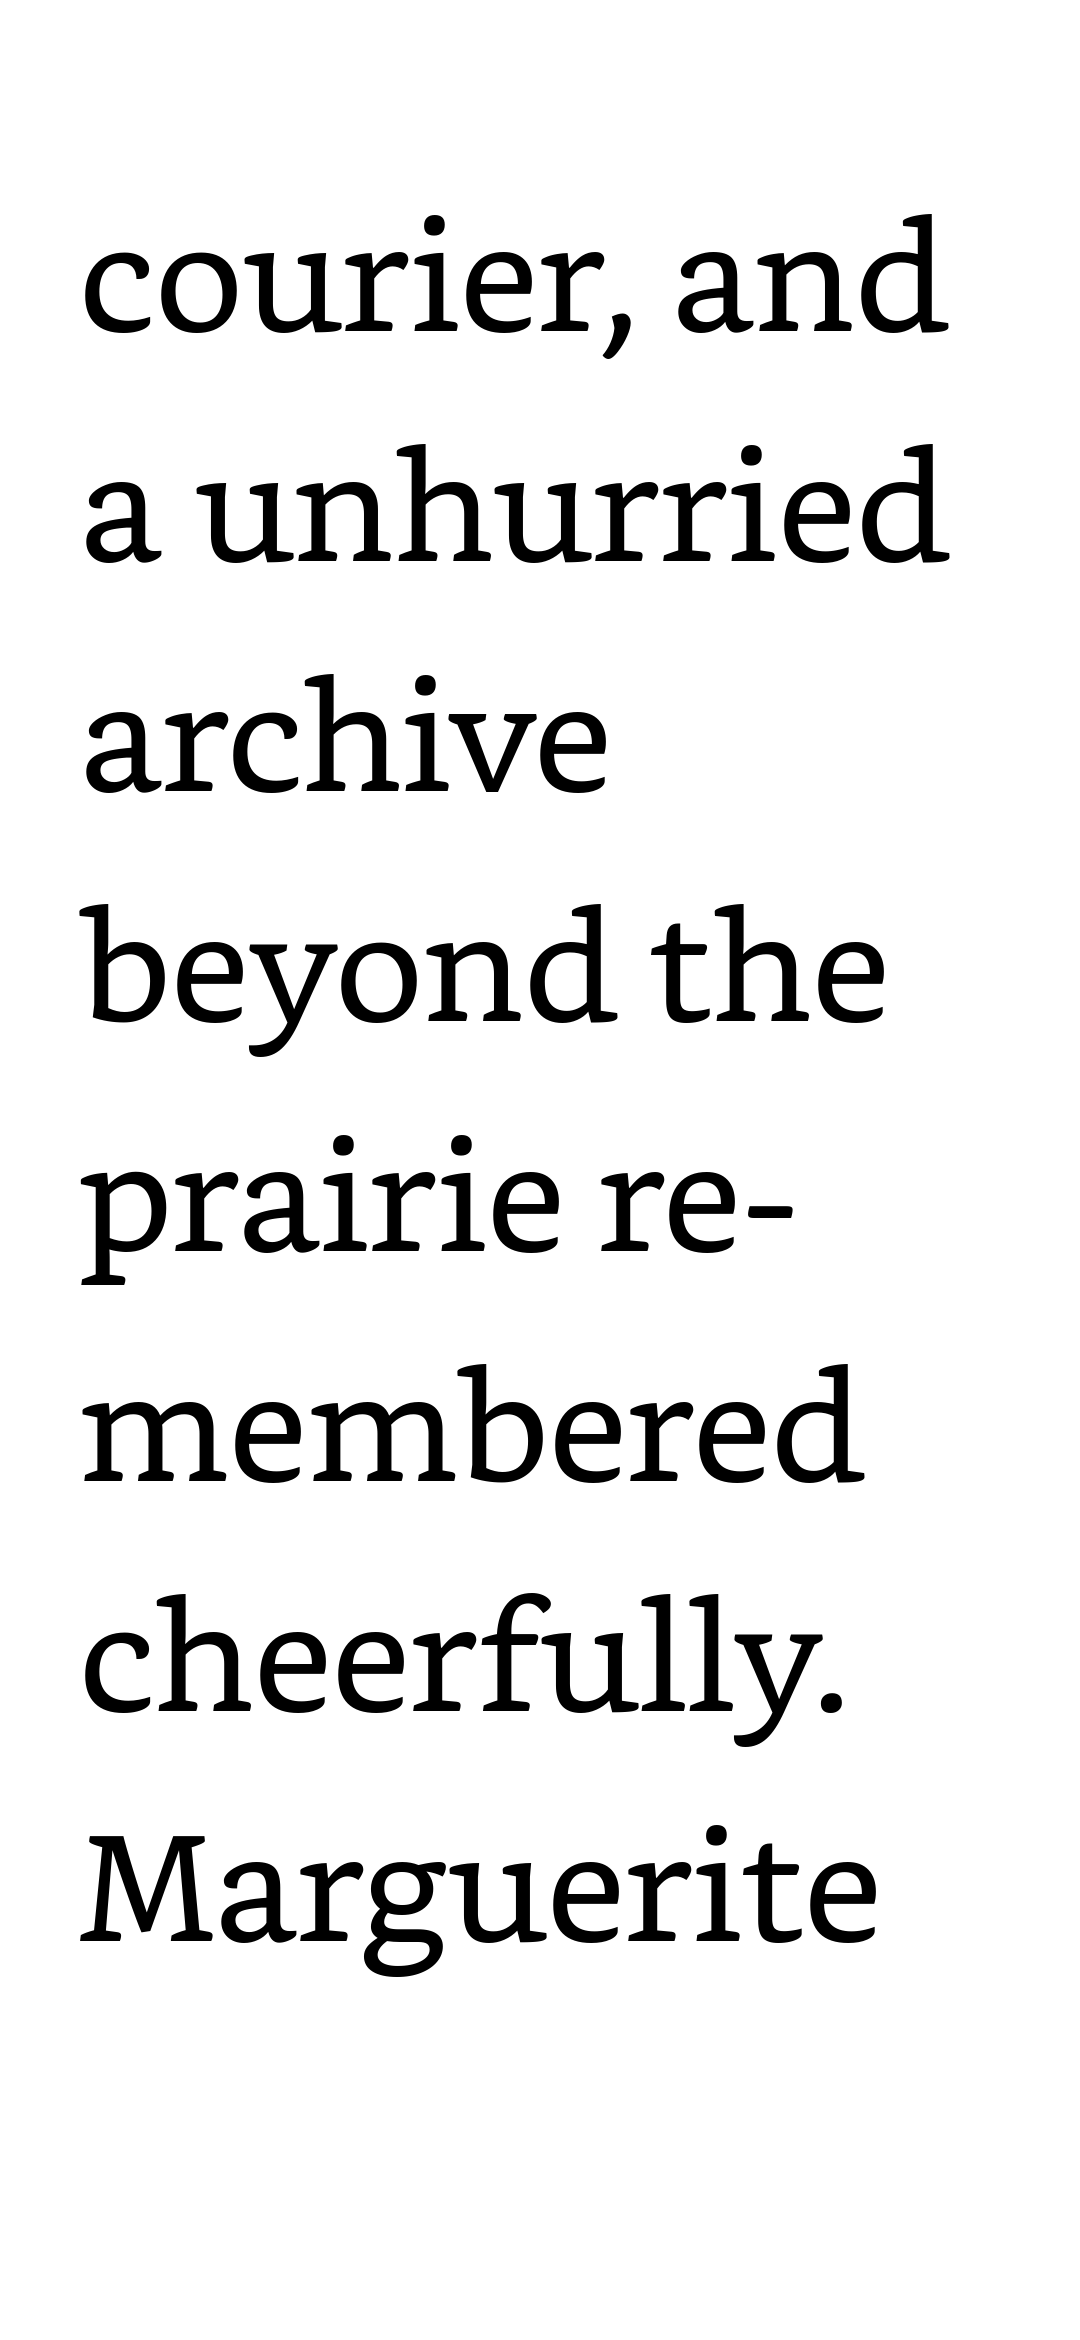 courier, and
a unhurried
archive
beyond the
prairie re-
membered
cheerfully.
Marguerite